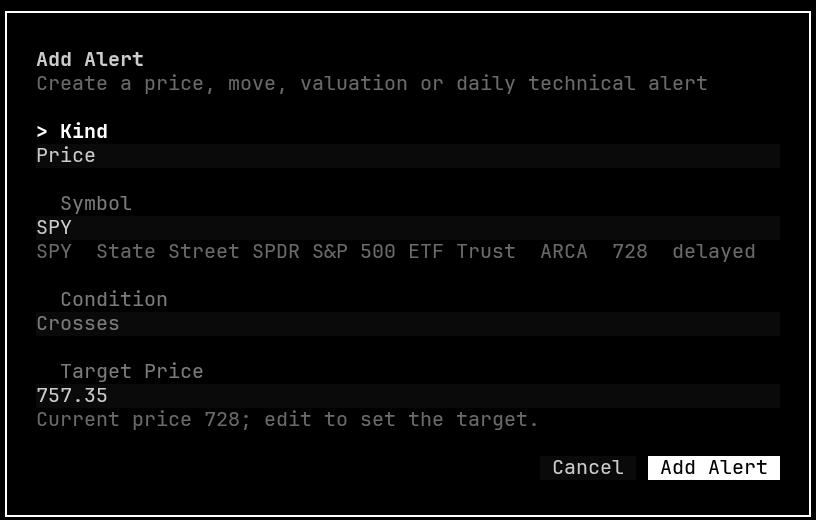 Add Alert
Create a price, move, valuation or daily technical alert
> Kind
Price
Symbol
SPY
SPY  State Street SPDR S&P 500 ETF Trust  ARCA  728  delayed
Condition
Crosses
Target Price
757.35
Current price 728; edit to set the target.
Cancel  Add Alert